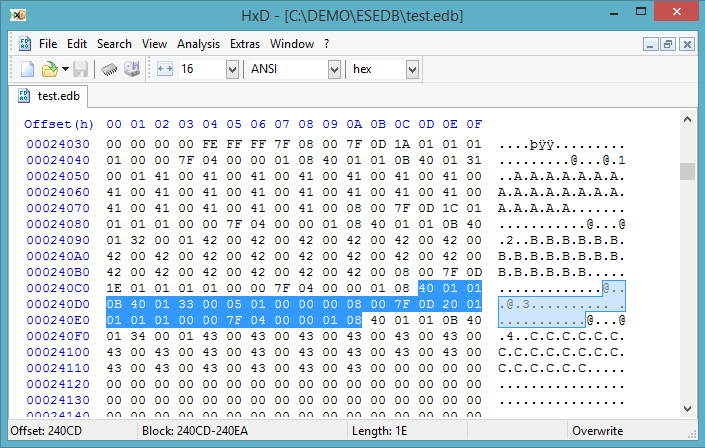 HxD - [C:\DEMO\ESEDB\test.edb]
File Edit Search View Analysis Extras Window ?
16 ANSI hex
test.edb
Offset(h) 00 01 02 03 04 05 06 07 08 09 0A 0B 0C 0D 0E 0F
00024030 00 00 00 00 FE FF FF 7F 08 00 7F 0D 1A 01 01 01 ....þÿÿ.........
00024040 01 00 00 7F 04 00 00 01 08 40 01 01 0B 40 01 31 .........@...@.1
00024050 00 01 41 00 41 00 41 00 41 00 41 00 41 00 41 00 ..A.A.A.A.A.A.A.
00024060 41 00 41 00 41 00 41 00 41 00 41 00 41 00 41 00 A.A.A.A.A.A.A.A.
00024070 41 00 41 00 41 00 41 00 41 00 08 00 7F 0D 1C 01 A.A.A.A.A.......
00024080 01 01 01 00 00 7F 04 00 00 01 08 40 01 01 0B 40 ...........@...@
00024090 01 32 00 01 42 00 42 00 42 00 42 00 42 00 42 00 .2..B.B.B.B.B.B.
000240A0 42 00 42 00 42 00 42 00 42 00 42 00 42 00 42 00 B.B.B.B.B.B.B.B.
000240B0 42 00 42 00 42 00 42 00 42 00 42 00 08 00 7F 0D B.B.B.B.B.B.....
000240C0 1E 01 01 01 01 00 00 7F 04 00 00 01 08 40 01 01 .............@..
000240D0 0B 40 01 33 00 05 01 00 00 00 08 00 7F 0D 20 01 .@.3.......... .
000240E0 01 01 01 00 00 7F 04 00 00 01 08 40 01 01 0B 40 ...........@...@
000240F0 01 34 00 01 43 00 43 00 43 00 43 00 43 00 43 00 .4..C.C.C.C.C.C.
00024100 43 00 43 00 43 00 43 00 43 00 43 00 43 00 43 00 C.C.C.C.C.C.C.C.
00024110 43 00 43 00 43 00 43 00 43 00 43 00 00 00 00 00 C.C.C.C.C.C.....
00024120 00 00 00 00 00 00 00 00 00 00 00 00 00 00 00 00 ................
00024130 00 00 00 00 00 00 00 00 00 00 00 00 00 00 00 00 ................
00024140 00 00 00 00 00 00 00 00 00 00 00 00 00 00 00 00 ................
Offset: 240CD Block: 240CD-240EA Length: 1E Overwrite